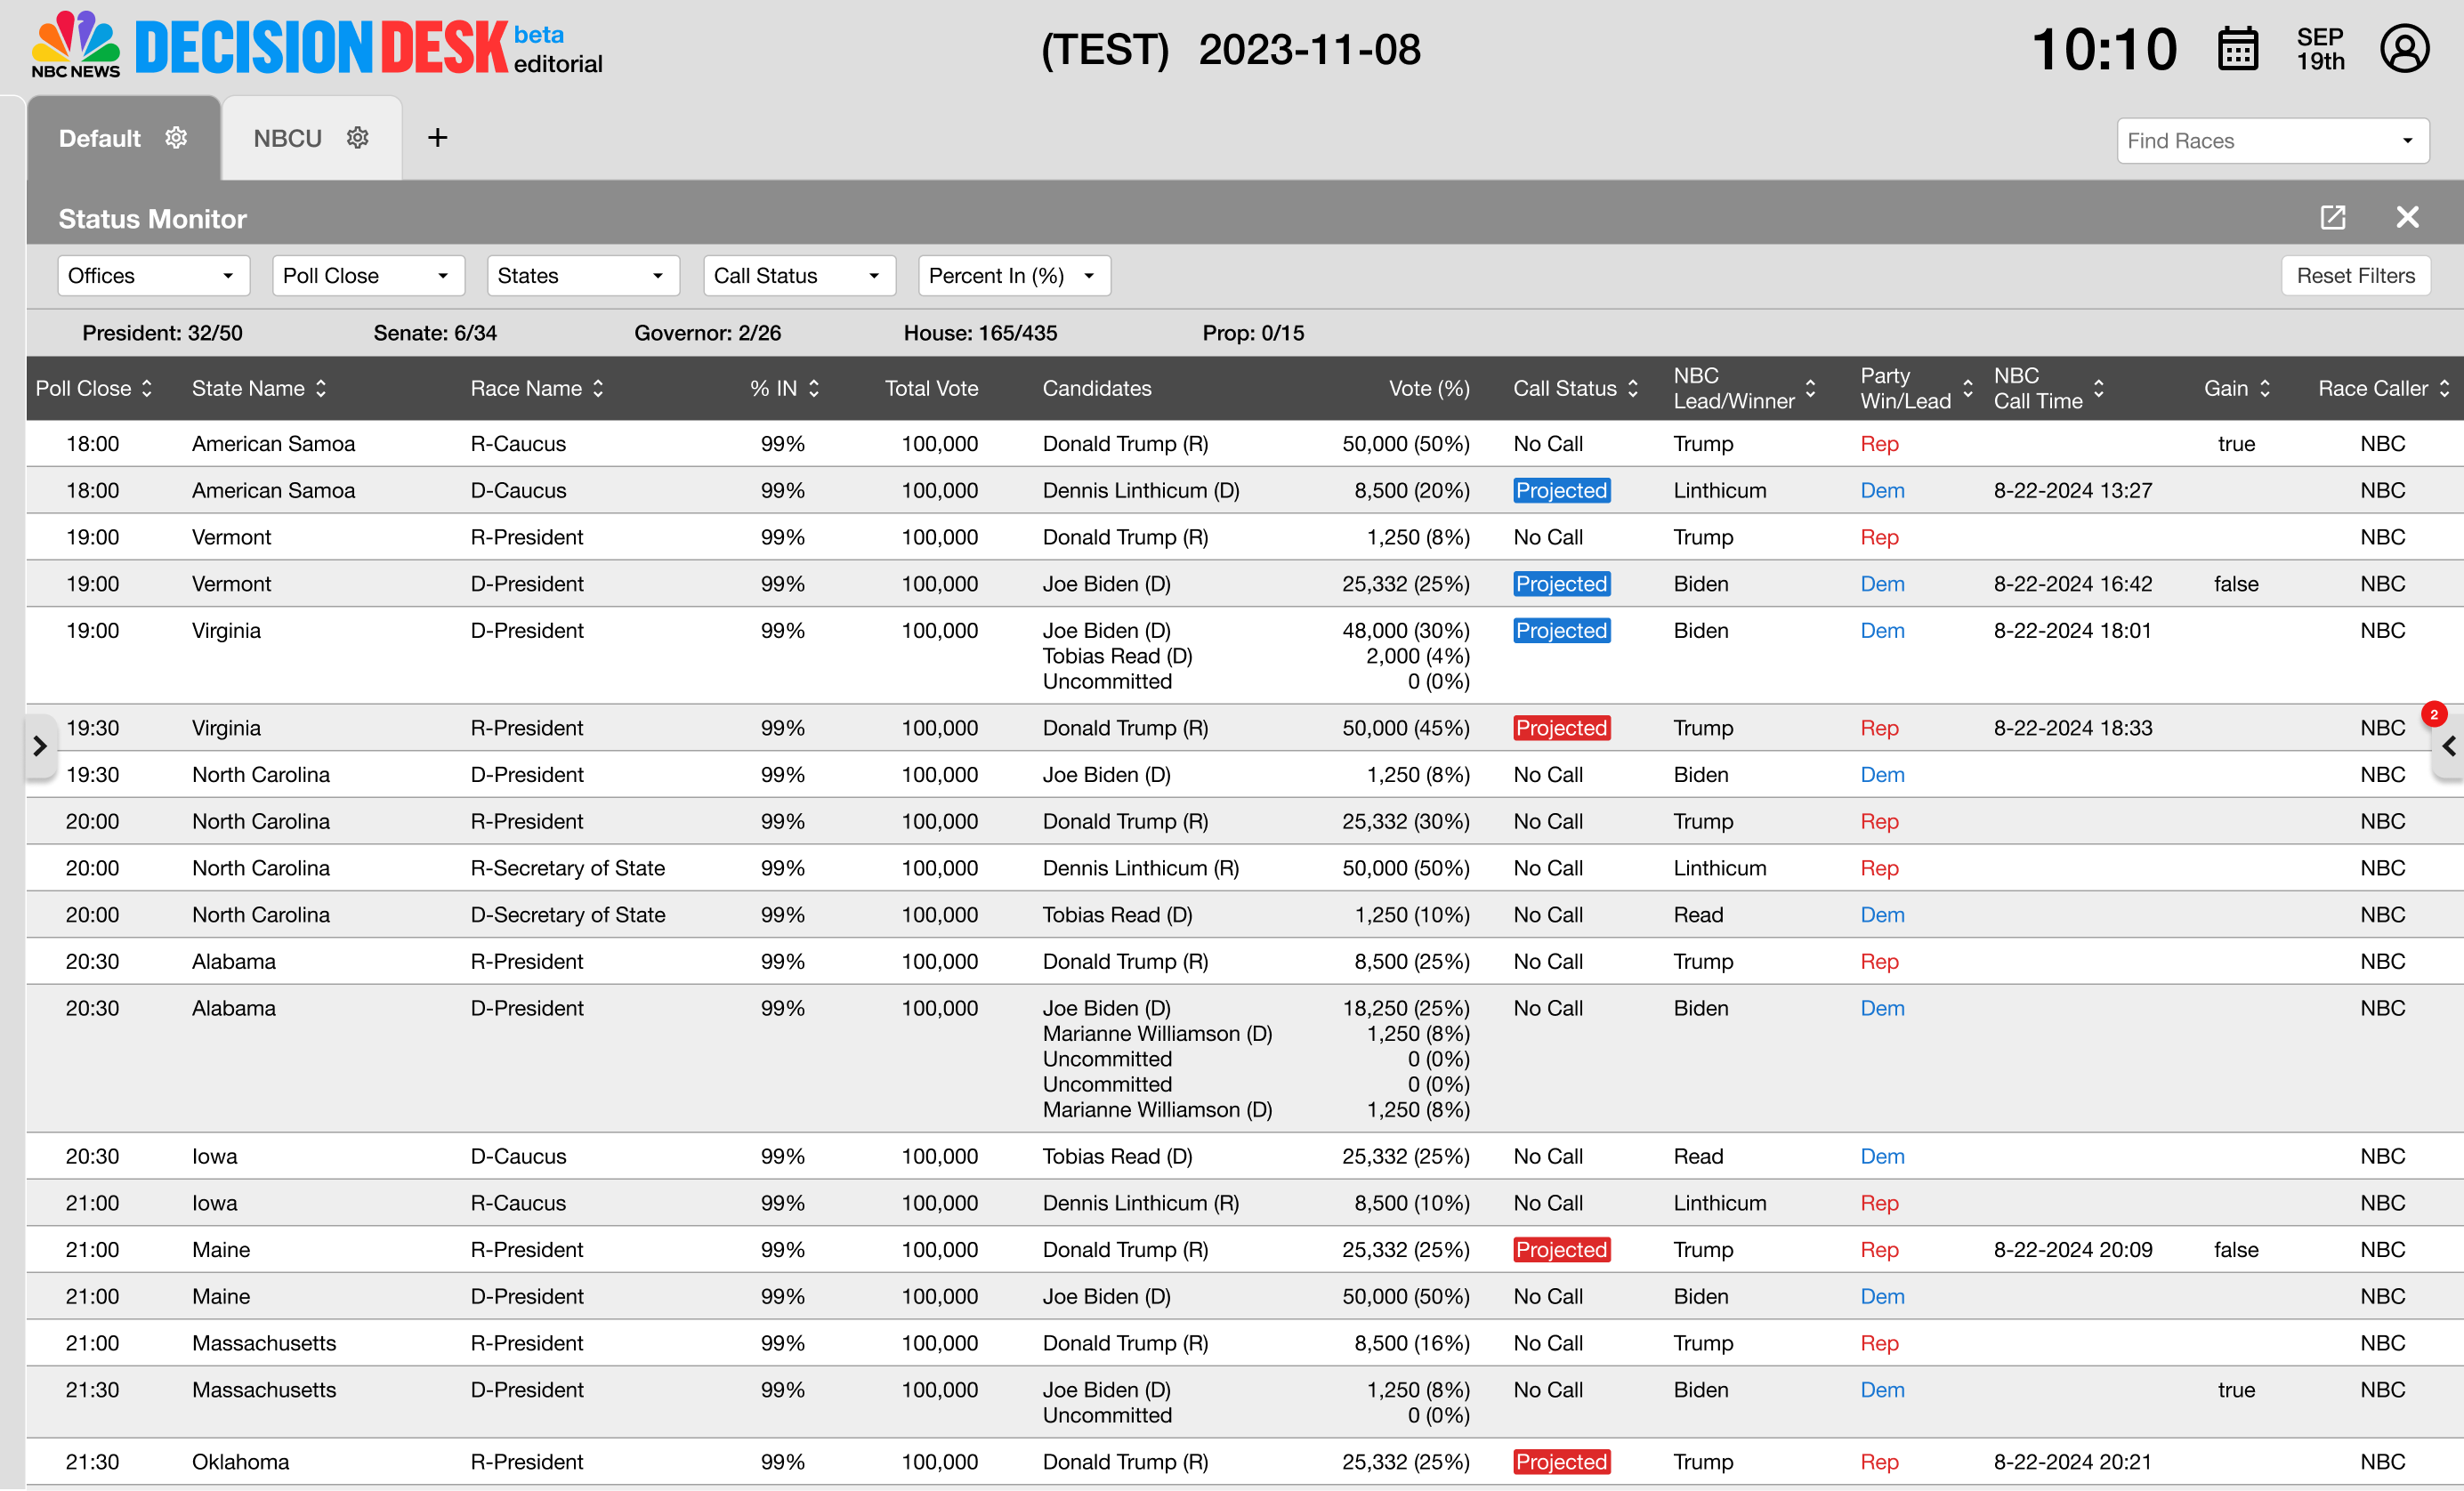 NBC NEWS DECISION DESK beta editorial (TEST) 2023-11-08 10:10 SEP 19th
Default NBCU + Find Races
Status Monitor
Offices Poll Close States Call Status Percent In (%) Reset Filters
President: 32/50 Senate: 6/34 Governor: 2/26 House: 165/435 Prop: 0/15
Poll Close State Name Race Name % IN Total Vote Candidates Vote (%) Call Status NBC Lead/Winner Party Win/Lead NBC Call Time Gain Race Caller
18:00 American Samoa R-Caucus 99% 100,000 Donald Trump (R) 50,000 (50%) No Call Trump Rep true NBC
18:00 American Samoa D-Caucus 99% 100,000 Dennis Linthicum (D) 8,500 (20%) Projected Linthicum Dem 8-22-2024 13:27 NBC
19:00 Vermont R-President 99% 100,000 Donald Trump (R) 1,250 (8%) No Call Trump Rep NBC
19:00 Vermont D-President 99% 100,000 Joe Biden (D) 25,332 (25%) Projected Biden Dem 8-22-2024 16:42 false NBC
19:00 Virginia D-President 99% 100,000 Joe Biden (D) 48,000 (30%) Projected Biden Dem 8-22-2024 18:01 NBC
Tobias Read (D) 2,000 (4%)
Uncommitted 0 (0%)
19:30 Virginia R-President 99% 100,000 Donald Trump (R) 50,000 (45%) Projected Trump Rep 8-22-2024 18:33 NBC 2
19:30 North Carolina D-President 99% 100,000 Joe Biden (D) 1,250 (8%) No Call Biden Dem NBC
20:00 North Carolina R-President 99% 100,000 Donald Trump (R) 25,332 (30%) No Call Trump Rep NBC
20:00 North Carolina R-Secretary of State 99% 100,000 Dennis Linthicum (R) 50,000 (50%) No Call Linthicum Rep NBC
20:00 North Carolina D-Secretary of State 99% 100,000 Tobias Read (D) 1,250 (10%) No Call Read Dem NBC
20:30 Alabama R-President 99% 100,000 Donald Trump (R) 8,500 (25%) No Call Trump Rep NBC
20:30 Alabama D-President 99% 100,000 Joe Biden (D) 18,250 (25%) No Call Biden Dem NBC
Marianne Williamson (D) 1,250 (8%)
Uncommitted 0 (0%)
Uncommitted 0 (0%)
Marianne Williamson (D) 1,250 (8%)
20:30 Iowa D-Caucus 99% 100,000 Tobias Read (D) 25,332 (25%) No Call Read Dem NBC
21:00 Iowa R-Caucus 99% 100,000 Dennis Linthicum (R) 8,500 (10%) No Call Linthicum Rep NBC
21:00 Maine R-President 99% 100,000 Donald Trump (R) 25,332 (25%) Projected Trump Rep 8-22-2024 20:09 false NBC
21:00 Maine D-President 99% 100,000 Joe Biden (D) 50,000 (50%) No Call Biden Dem NBC
21:00 Massachusetts R-President 99% 100,000 Donald Trump (R) 8,500 (16%) No Call Trump Rep NBC
21:30 Massachusetts D-President 99% 100,000 Joe Biden (D) 1,250 (8%) No Call Biden Dem true NBC
Uncommitted 0 (0%)
21:30 Oklahoma R-President 99% 100,000 Donald Trump (R) 25,332 (25%) Projected Trump Rep 8-22-2024 20:21 NBC